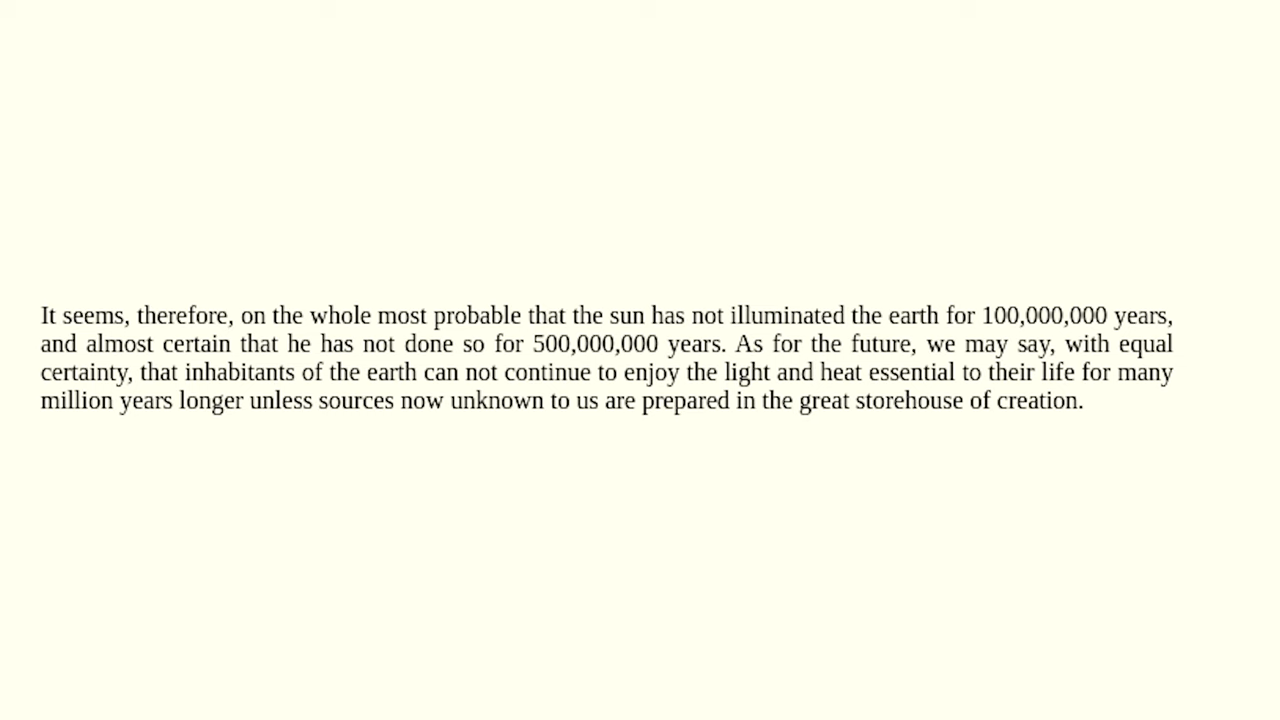 It seems, therefore, on the whole most probable that the sun has not illuminated the earth for 100,000,000 years,
and almost certain that he has not done so for 500,000,000 years. As for the future, we may say, with equal
certainty, that inhabitants of the earth can not continue to enjoy the light and heat essential to their life for many
million years longer unless sources now unknown to us are prepared in the great storehouse of creation.